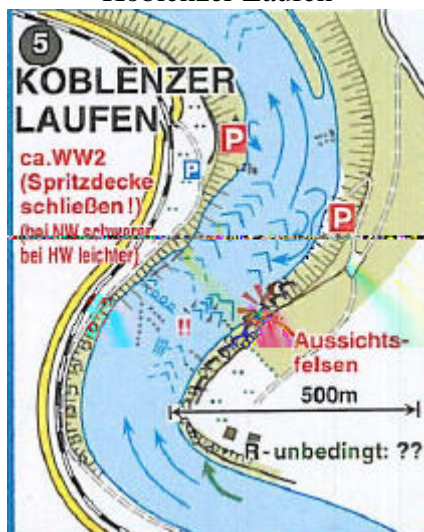 Koblenzer Laufen
5
KOBLENZER
LAUFEN
ca.WW2
(Spritzdecke
schließen!)
(bei NW schwerer
bei HW leichter)
P
P
P
!!
Aussichts-
felsen
500m
R-unbedingt: ??